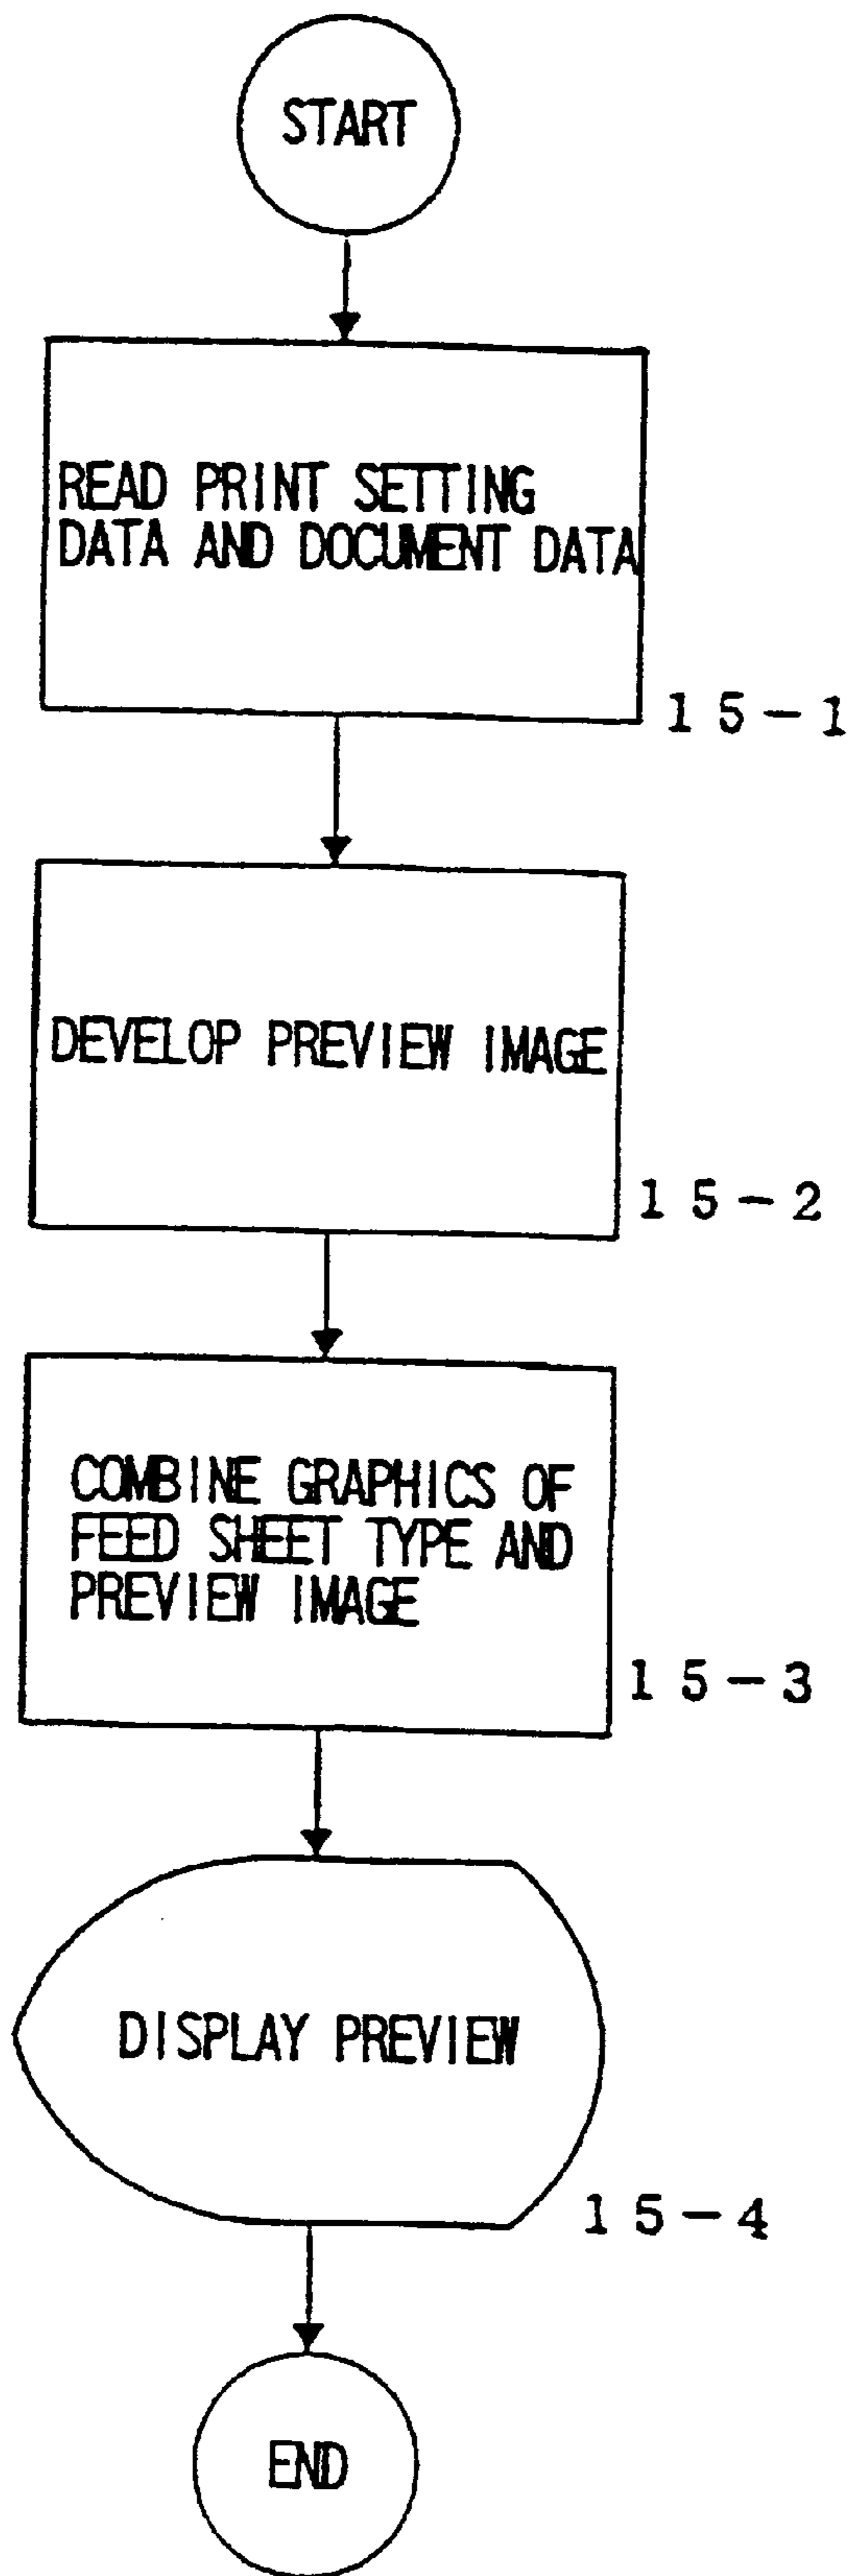 START
READ PRINT SETTING
DATA AND DOCUMENT DATA
15-1
DEVELOP PREVIEW IMAGE
15-2
COMBINE GRAPHICS OF
FEED SHEET TYPE AND
PREVIEW IMAGE
15-3
DISPLAY PREVIEW
15-4
END